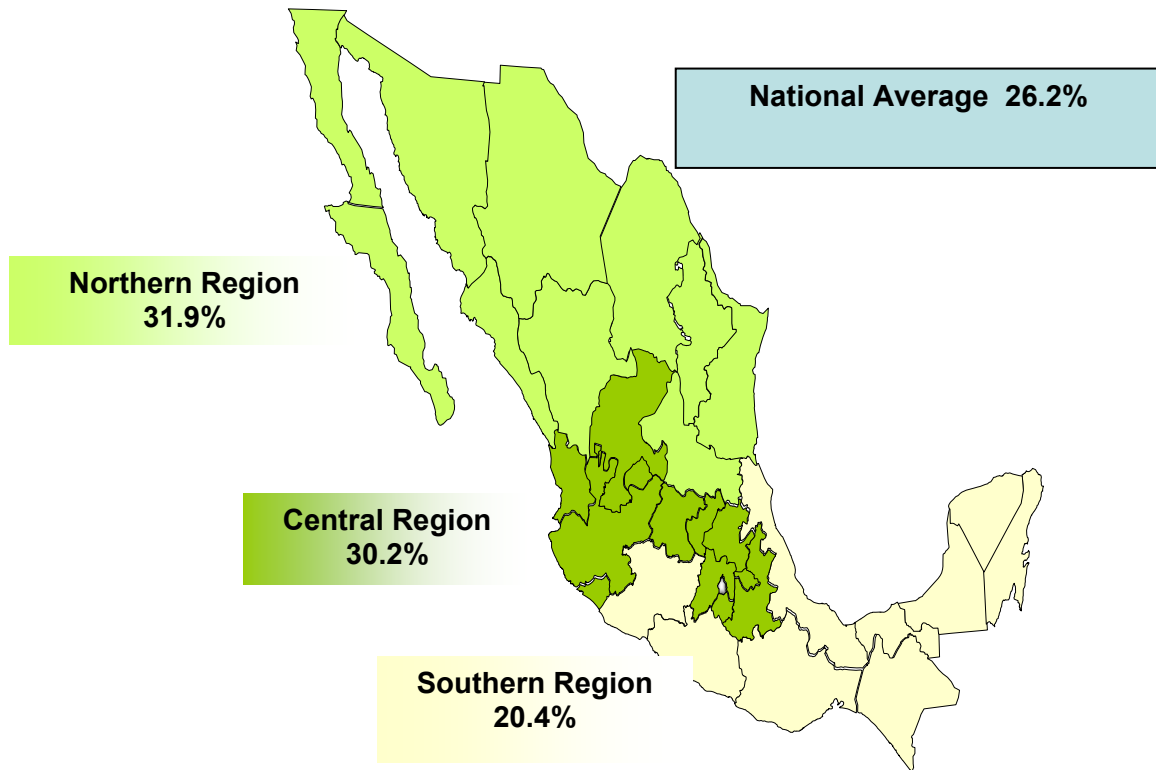 National Average 26.2%
Northern Region
31.9%
Central Region
30.2%
Southern Region
20.4%